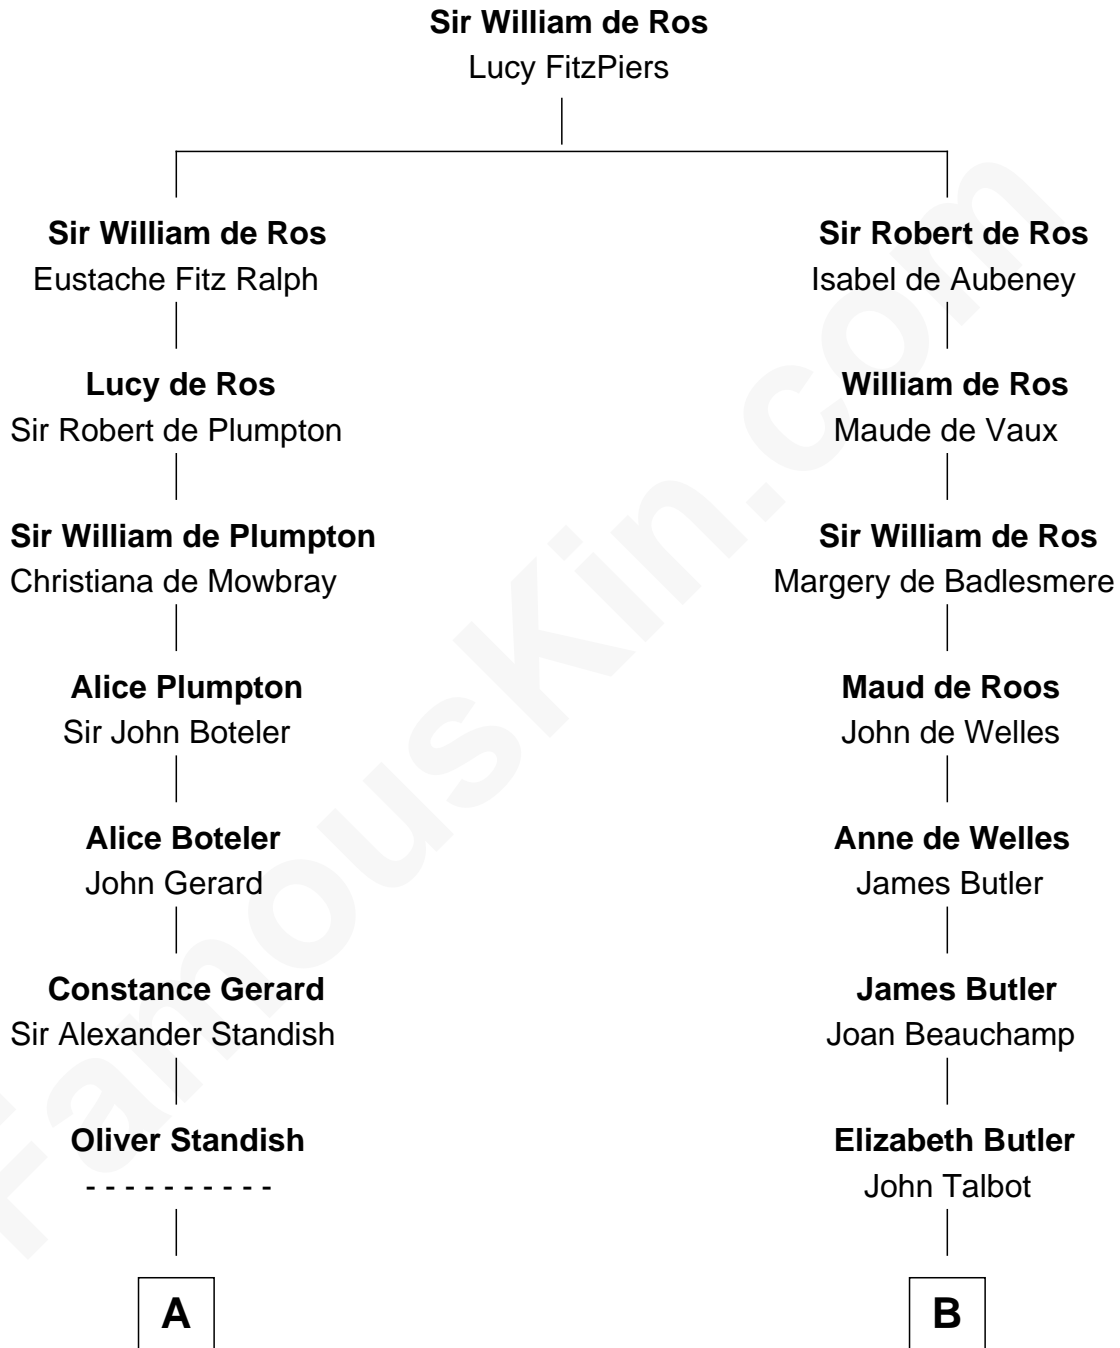 Sir William de Ros
Lucy FitzPiers
Sir William de Ros
Eustache Fitz Ralph
Sir Robert de Ros
Isabel de Aubeney
Lucy de Ros
Sir Robert de Plumpton
William de Ros
Maude de Vaux
Sir William de Plumpton
Christiana de Mowbray
Sir William de Ros
Margery de Badlesmere
Alice Plumpton
Sir John Boteler
Maud de Roos
John de Welles
Alice Boteler
John Gerard
Anne de Welles
James Butler
Constance Gerard
Sir Alexander Standish
James Butler
Joan Beauchamp
Oliver Standish
- - - - - - - - - -
Elizabeth Butler
John Talbot
A
B
FamousKin.com